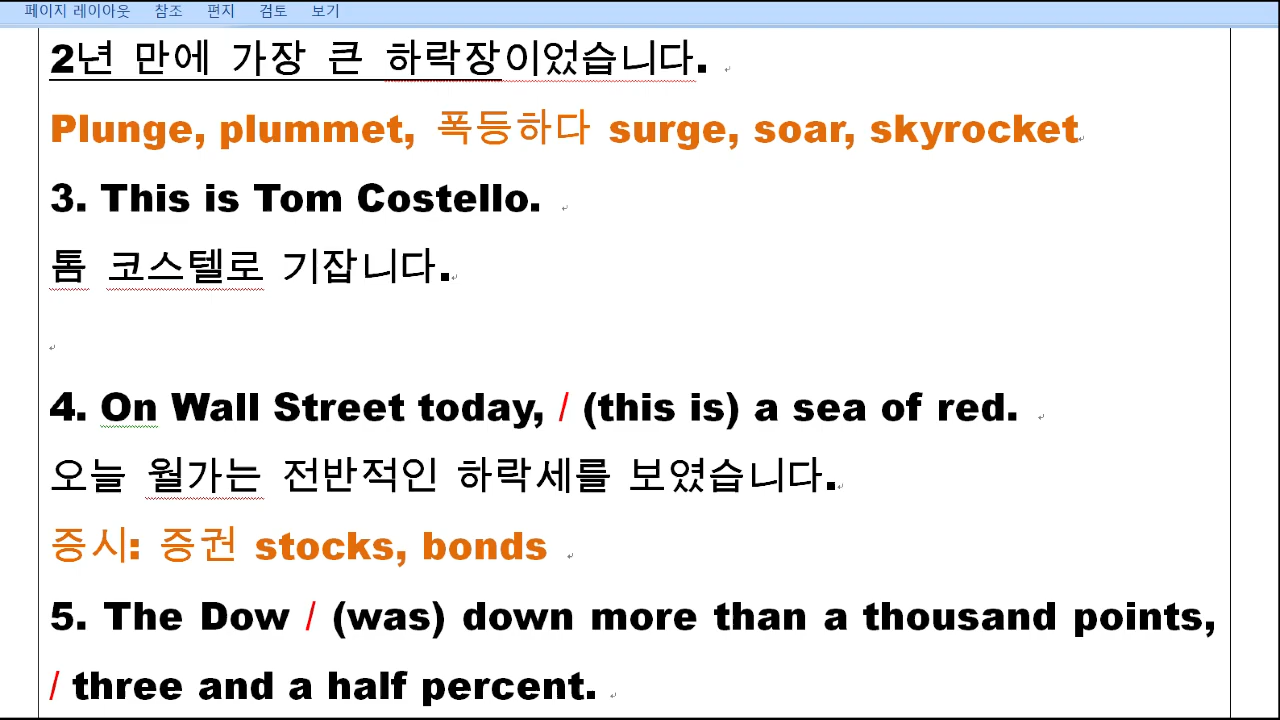 페이지 레이아웃 참조 편지 검토 보기
2년 만에 가장 큰 하락장이었습니다.
Plunge, plummet, 폭등하다 surge, soar, skyrocket
3. This is Tom Costello.
톰 코스텔로 기잡니다.
4. On Wall Street today, / (this is) a sea of red.
오늘 월가는 전반적인 하락세를 보였습니다.
증시: 증권 stocks, bonds
5. The Dow / (was) down more than a thousand points,
/ three and a half percent.